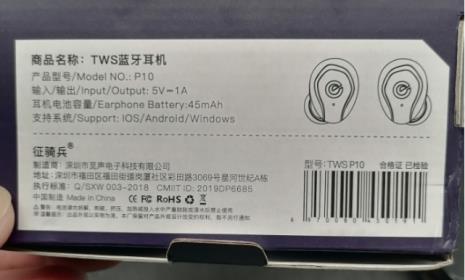 商品名称：TWS蓝牙耳机
产品型号/Model NO.: P10
输入/输出/Input/Output: 5V⎓1A
耳机电池容量/Earphone Battery:45mAh
支持系统/Support: IOS/Android/Windows
征骑兵
制造商：深圳市至声电子科技有限公司
地址：深圳市福田区福田街道岗厦社区彩田路3069号星河世纪A栋
执行标准：Q/SXW 003-2018 CMIIT ID: 2019DP6685
中国制造 Made in China CE FC RoHS
型号：TWS P10
合格证 已检验